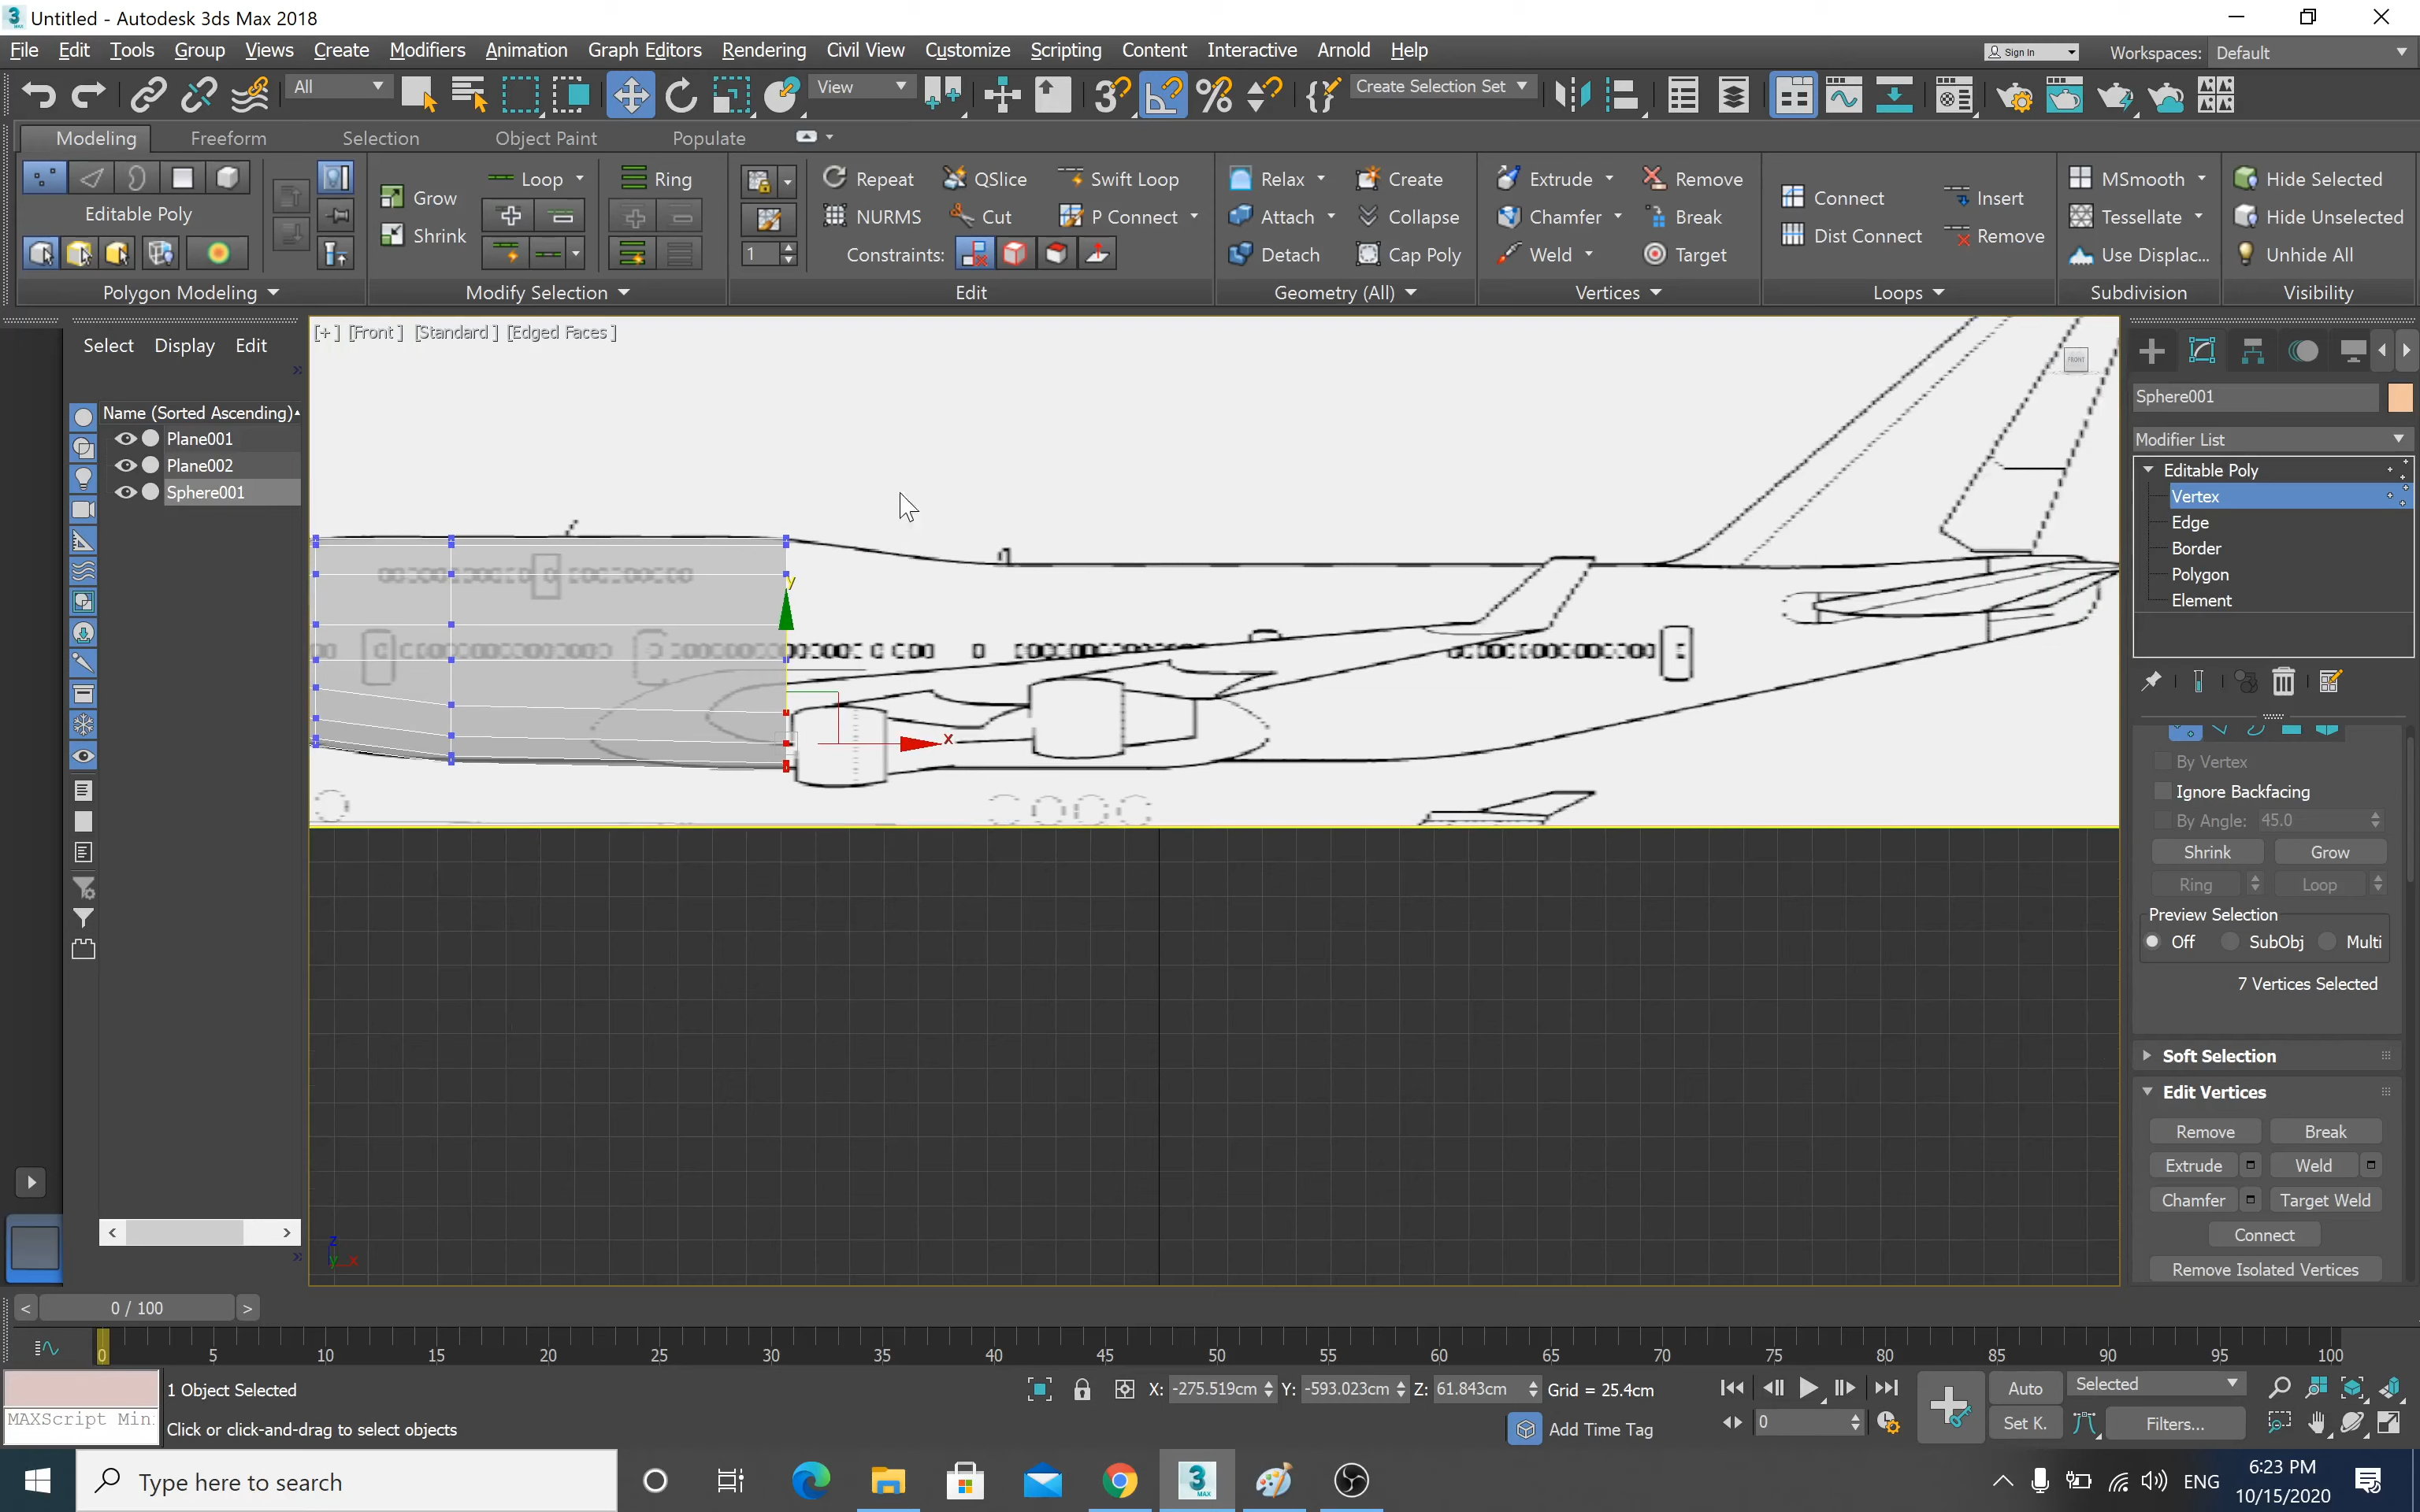 Untitled - Autodesk 3ds Max 2018
File Edit Tools Group Views Create Modifiers Animation Graph Editors Rendering Civil View Customize Scripting Content Interactive Arnold Help
Sign In Workspaces: Default
All View Create Selection Set
Modeling Freeform Selection Object Paint Populate
Grow Loop Ring Repeat QSlice Swift Loop Relax Create Extrude Remove Connect Insert MSmooth Hide Selected
Editable Poly Shrink NURMS Cut P Connect Attach Collapse Chamfer Break Dist Connect Remove Tessellate Hide Unselected
1 Constraints: Detach Cap Poly Weld Target Use Displac... Unhide All
Polygon Modeling Modify Selection Edit Geometry (All) Vertices Loops Subdivision Visibility
Select Display Edit
Name (Sorted Ascending)
Plane001
Plane002
Sphere001
[+] [Front] [Standard] [Edged Faces]
FRONT
y
x
z
y x
Sphere001
Modifier List
Editable Poly
Vertex
Edge
Border
Polygon
Element
By Vertex
Ignore Backfacing
By Angle: 45.0
Shrink Grow
Ring Loop
Preview Selection
Off SubObj Multi
7 Vertices Selected
Soft Selection
Edit Vertices
Remove Break
Extrude Weld
Chamfer Target Weld
Connect
Remove Isolated Vertices
< 0 / 100 >
0 5 10 15 20 25 30 35 40 45 50 55 60 65 70 75 80 85 90 95 100
1 Object Selected X: -275.519cm Y: -593.023cm Z: 61.843cm Grid = 25.4cm Auto Selected
MAXScript Min Click or click-and-drag to select objects Add Time Tag 0 Set K. Filters...
Type here to search
MAX
ENG
6:23 PM
10/15/2020